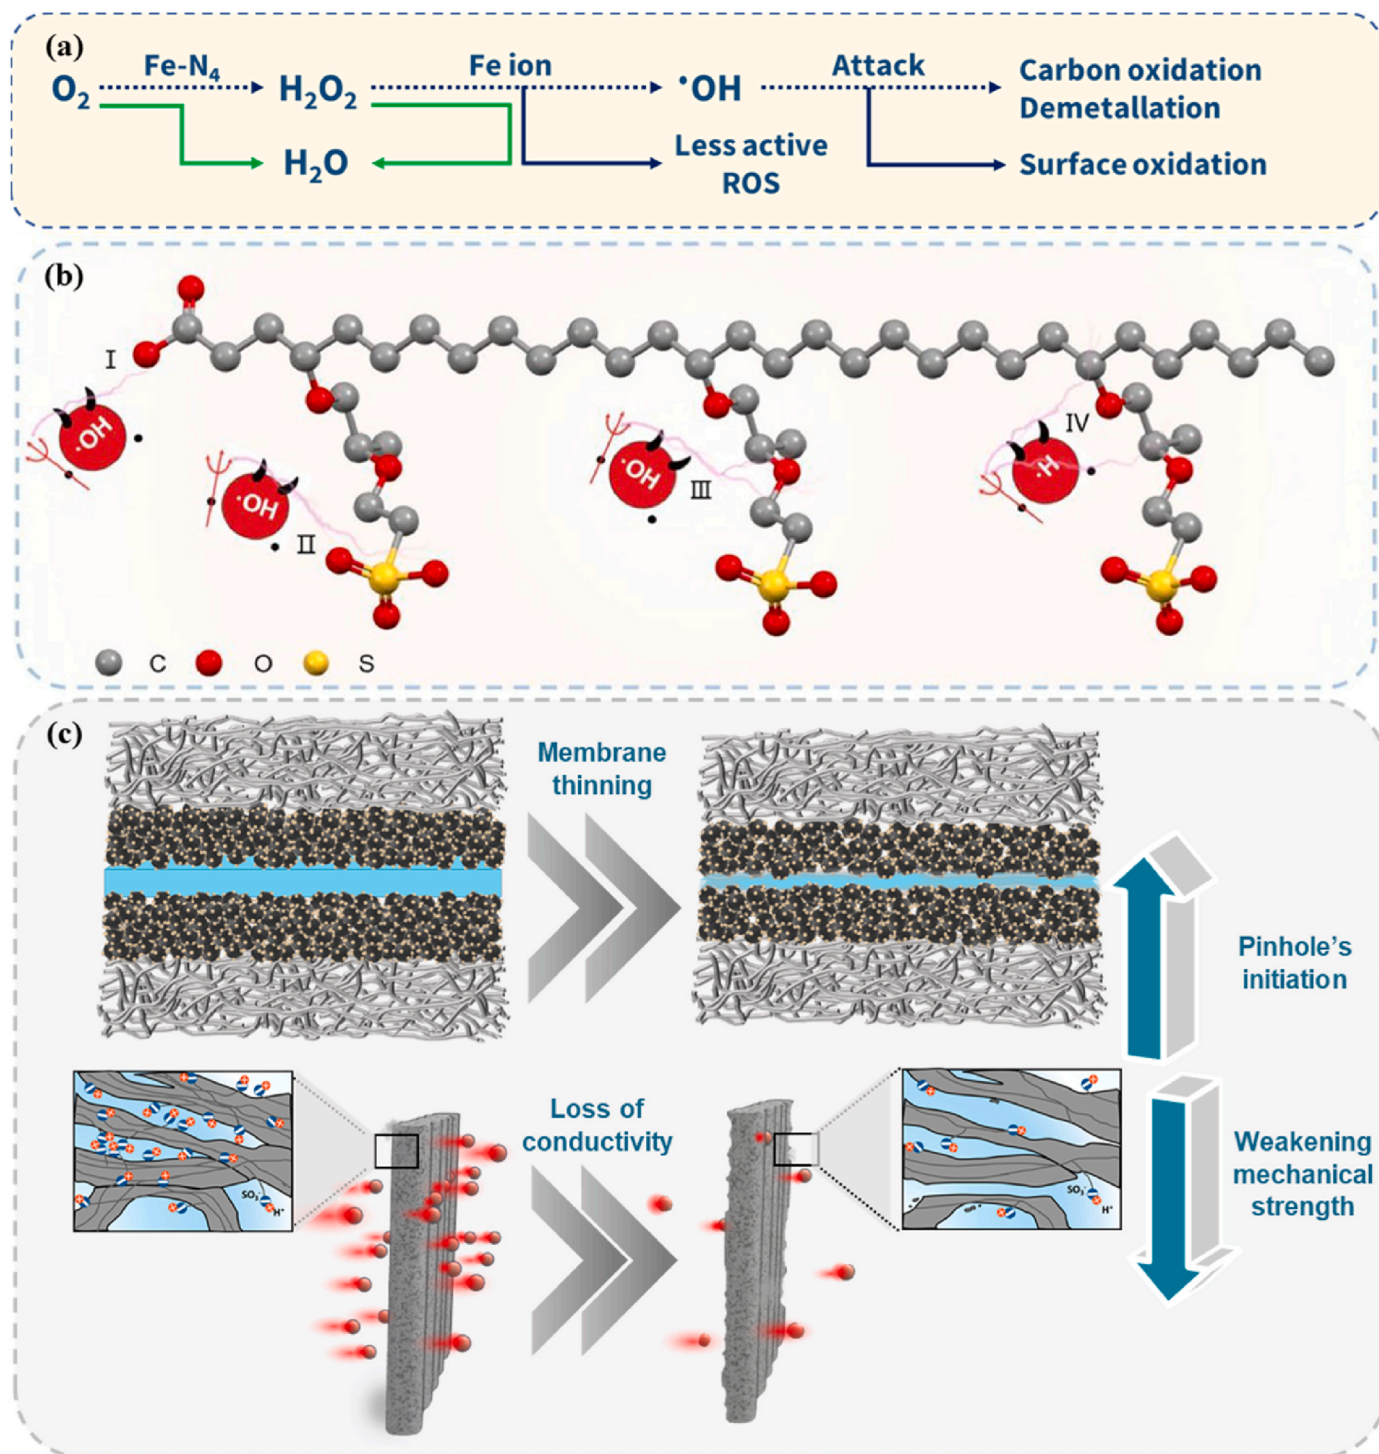 (a)
O₂
Fe-N₄
H₂O₂
Fe ion
•OH
Attack
Carbon oxidation
Demetallation
H₂O
Less active
ROS
Surface oxidation
(b)
I
·OH
II
·OH
III
·OH
IV
·H
C
O
S
(c)
Membrane
thinning
Pinhole's
initiation
Loss of
conductivity
Weakening
mechanical
strength
SO₃⁻
H⁺
SO₃⁻
H⁺